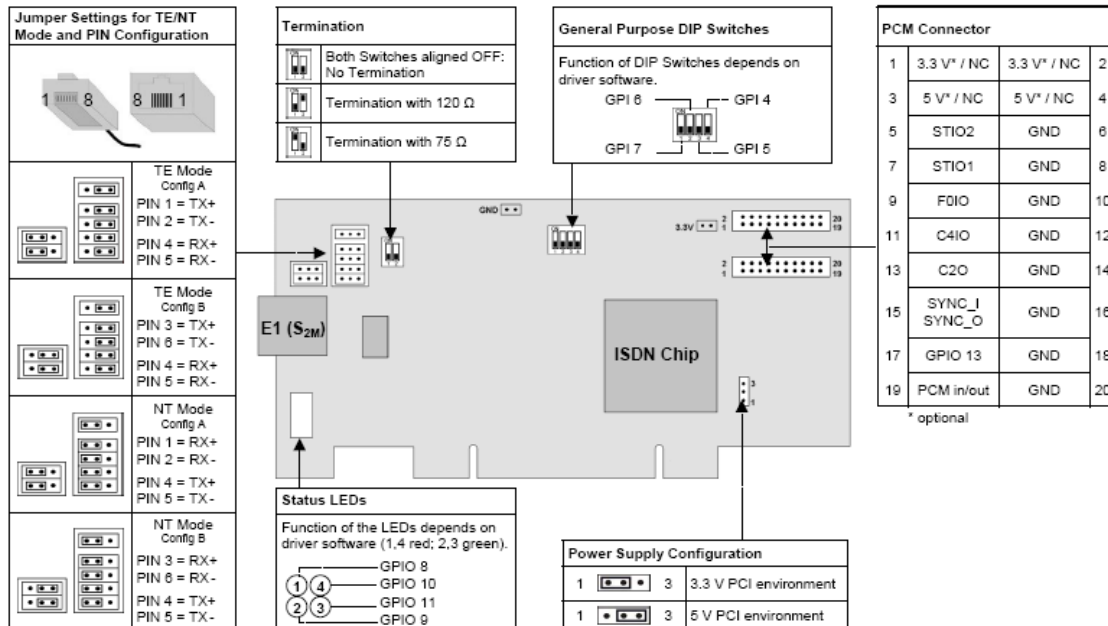 Jumper Settings for TE/NT
Mode and PIN Configuration
1 8 8 1
TE Mode
Config A
PIN 1 = TX+
PIN 2 = TX-
PIN 4 = RX+
PIN 5 = RX-
TE Mode
Config B
PIN 3 = TX+
PIN 6 = TX-
PIN 4 = RX+
PIN 5 = RX-
NT Mode
Config A
PIN 1 = RX+
PIN 2 = RX-
PIN 4 = TX+
PIN 5 = TX-
NT Mode
Config B
PIN 3 = RX+
PIN 6 = RX-
PIN 4 = TX+
PIN 5 = TX-
Termination
Both Switches aligned OFF:
No Termination
Termination with 120 Ω
Termination with 75 Ω
General Purpose DIP Switches
Function of DIP Switches depends on
driver software.
GPI 6 GPI 4
ON
GPI 7 GPI 5
PCM Connector
1 3.3 V* / NC 3.3 V* / NC 2
3 5 V* / NC 5 V* / NC 4
5 STIO2 GND 6
7 STIO1 GND 8
9 F0IO GND 10
11 C4IO GND 12
13 C2O GND 14
15 SYNC_I SYNC_O GND 16
17 GPIO 13 GND 18
19 PCM in/out GND 20
* optional
GND
3.3V
2 20
1 19
2 20
1 19
E1 (S2M)
ISDN Chip
3
1
Status LEDs
Function of the LEDs depends on
driver software (1,4 red; 2,3 green).
GPIO 8
1 4 GPIO 10
2 3 GPIO 11
GPIO 9
Power Supply Configuration
1 3 3.3 V PCI environment
1 3 5 V PCI environment